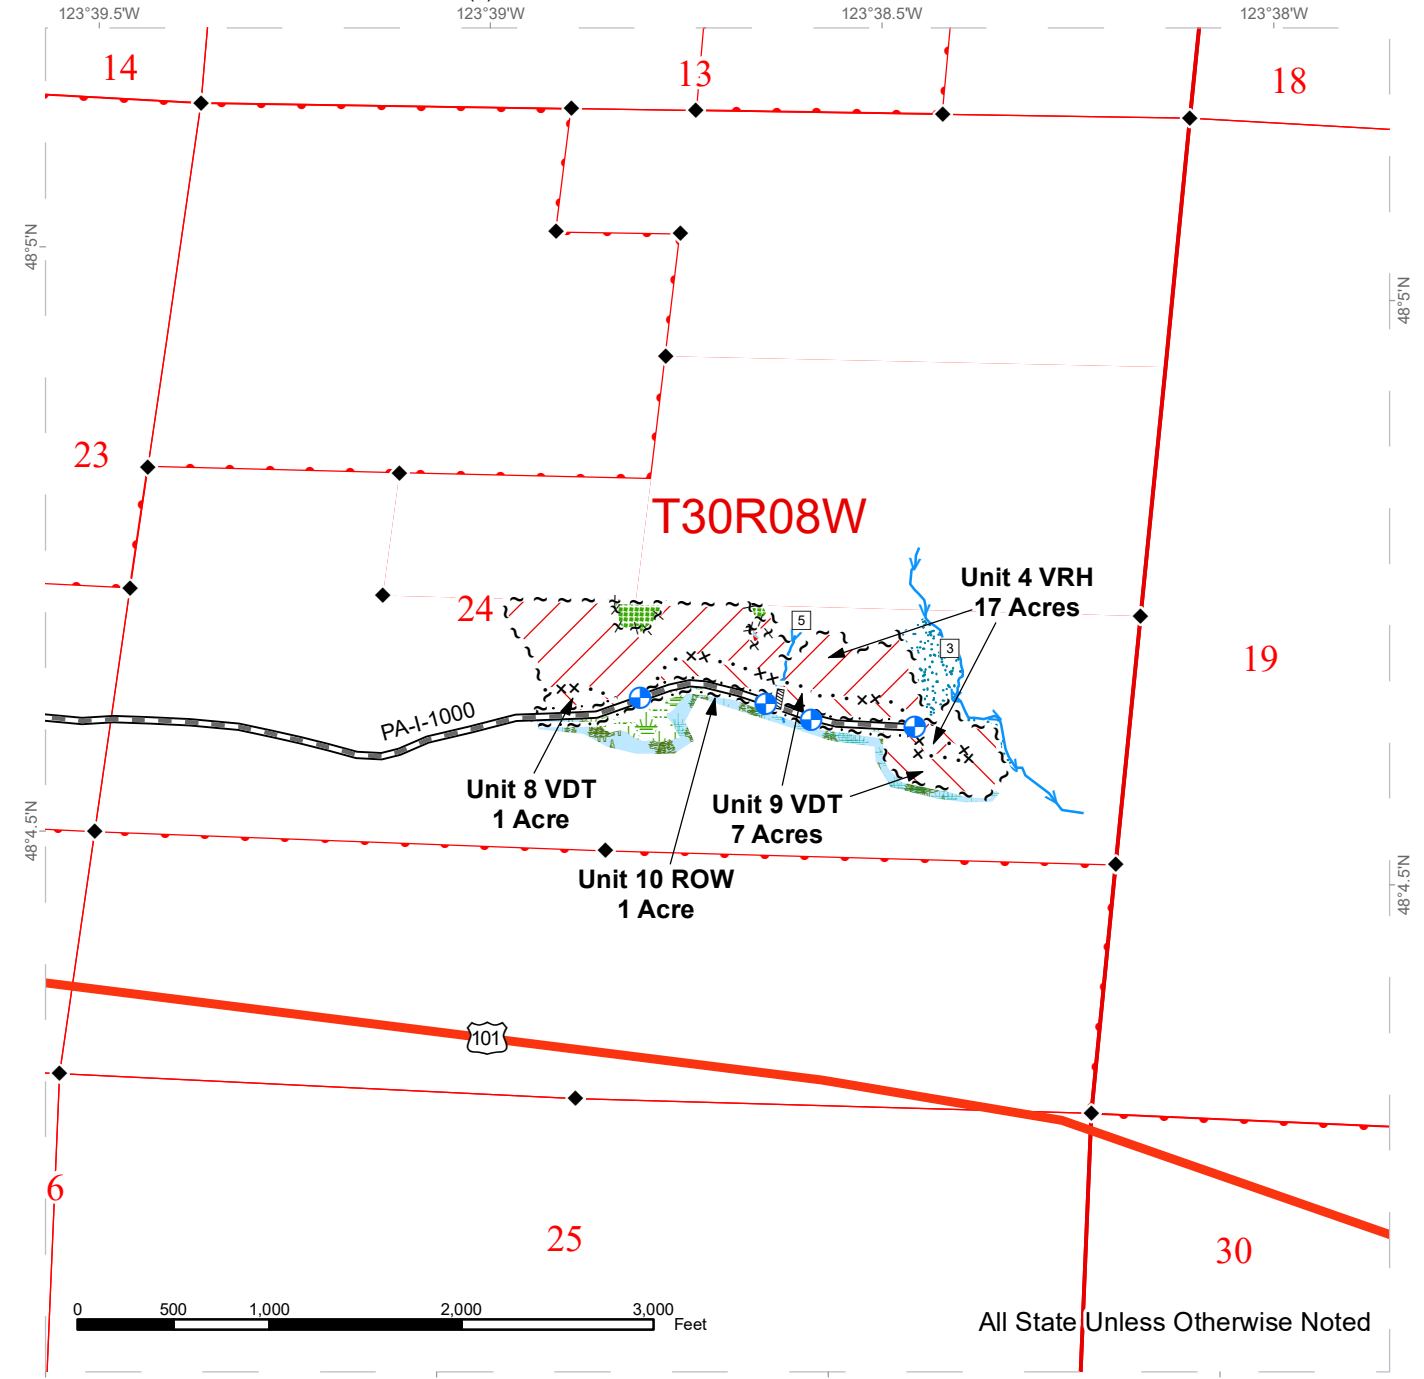 123°39.5'W
123°39'W
123°38.5'W
123°38'W
14
13
18
48°5'N
48°5'N
23
T30R08W
Unit 4 VRH
17 Acres
24
5
3
19
PA-I-1000
Unit 8 VDT
1 Acre
Unit 9 VDT
7 Acres
48°4.5'N
48°4.5'N
Unit 10 ROW
1 Acre
101
6
25
30
0
500
1,000
2,000
3,000
Feet
All State Unless Otherwise Noted